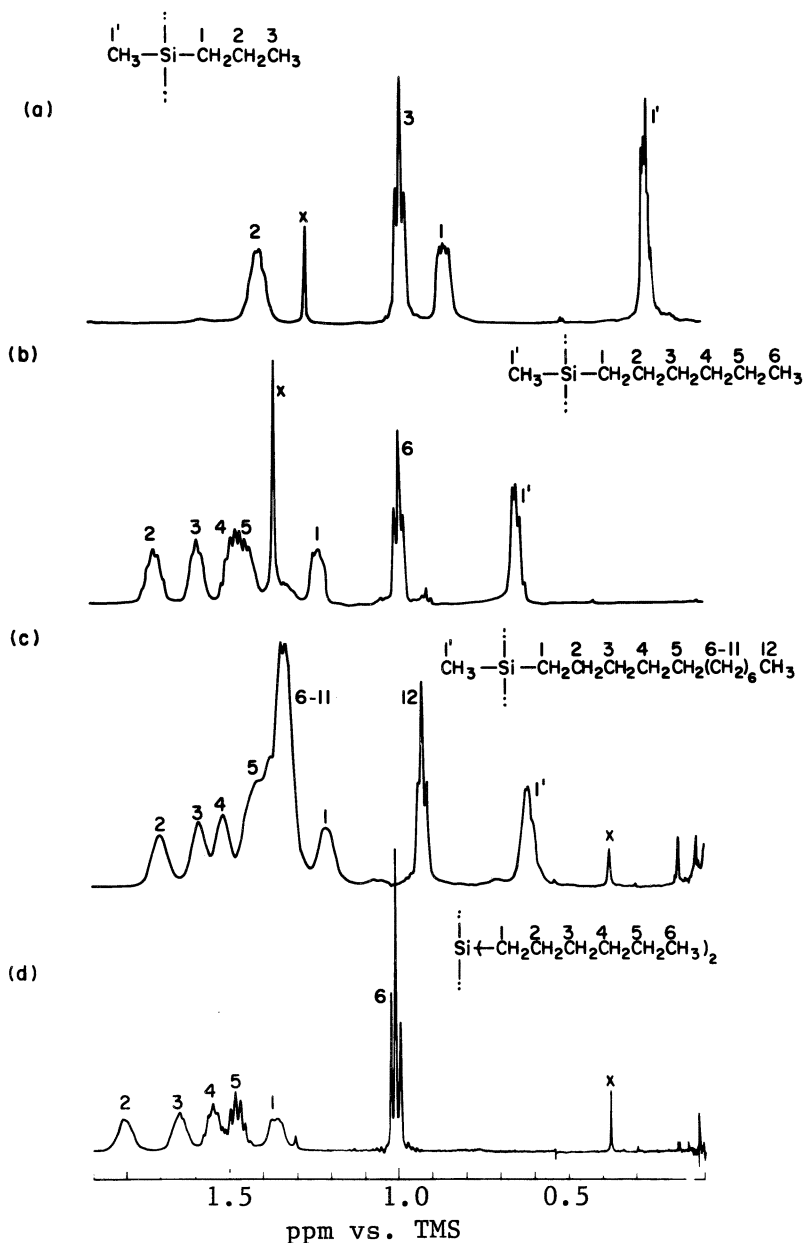 1' 1 2 3
CH₃—Si—CH₂CH₂CH₃
(a)
2
x
3
1
1'
(b)
1' 1 2 3 4 5 6
CH₃—Si—CH₂CH₂CH₂CH₂CH₂CH₃
2
3
4
5
x
1
6
1'
(c)
1' 1 2 3 4 5 6-11 12
CH₃—Si—CH₂CH₂CH₂CH₂CH₂(CH₂)₆CH₃
2
3
4
5
6-11
1
12
1'
x
(d)
1 2 3 4 5 6
Si(—CH₂CH₂CH₂CH₂CH₂CH₃)₂
2
3
4
5
1
6
x
1.5 1.0 0.5
ppm vs. TMS